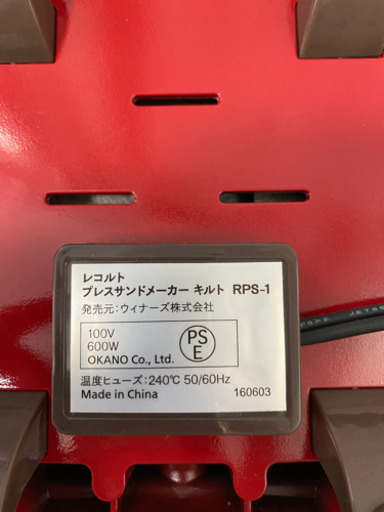 レコルト
プレスサンドメーカー キルト RPS-1
発売元：ウィナーズ株式会社
100V
600W
OKANO Co., Ltd.
PS
E
温度ヒューズ：240℃ 50/60Hz
Made in China 160603